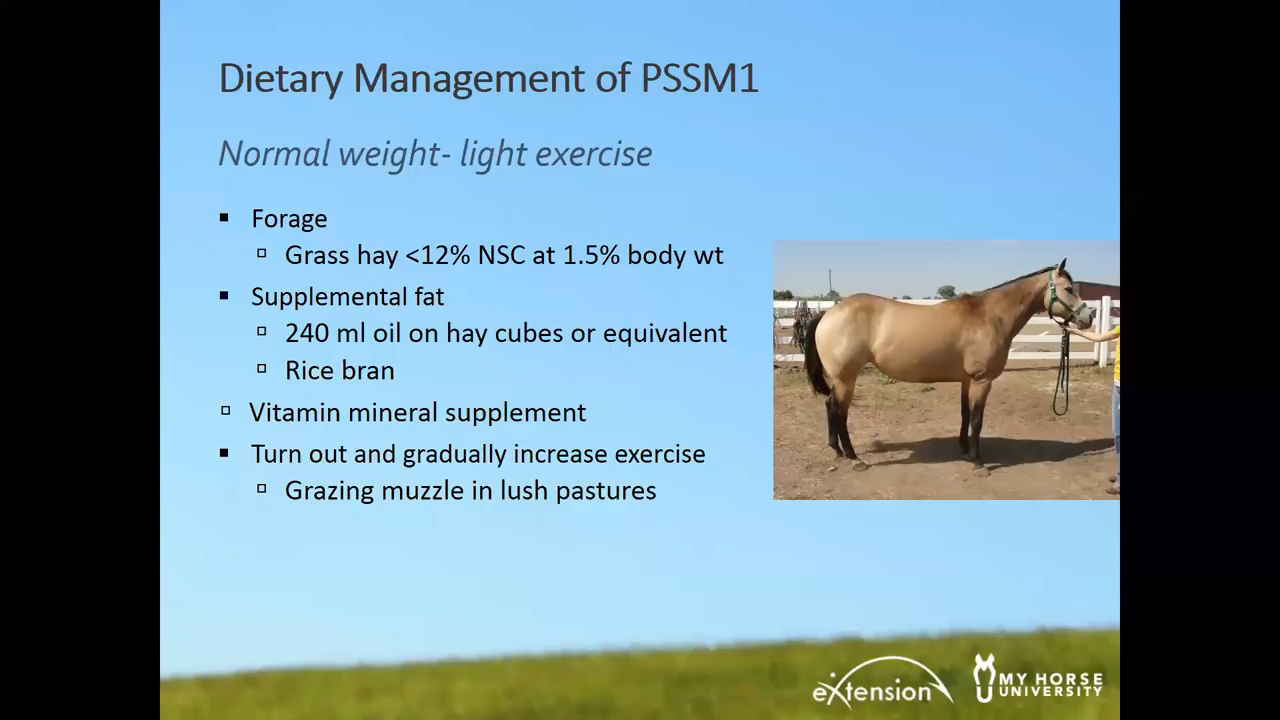 Dietary Management of PSSM1
Normal weight- light exercise
▪ Forage
▫ Grass hay <12% NSC at 1.5% body wt
▪ Supplemental fat
▫ 240 ml oil on hay cubes or equivalent
▫ Rice bran
▫ Vitamin mineral supplement
▪ Turn out and gradually increase exercise
▫ Grazing muzzle in lush pastures
eXtension
MY HORSE
UNIVERSITY